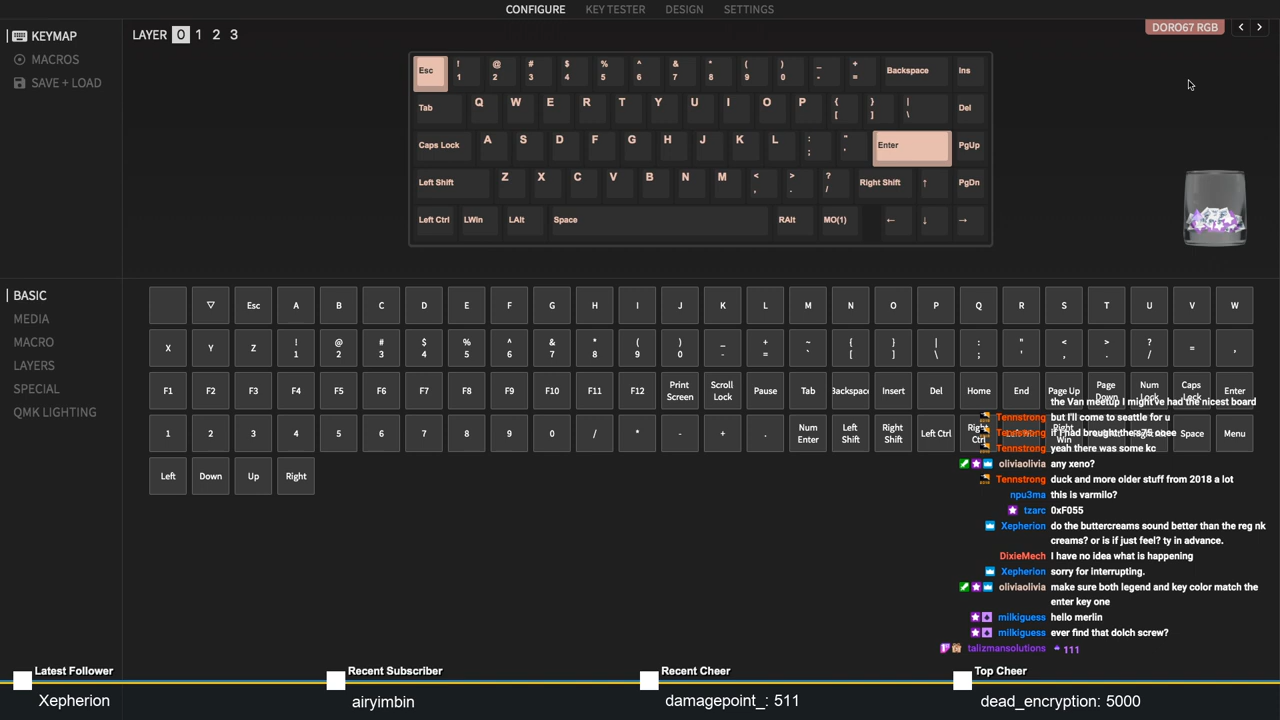 CONFIGURE KEY TESTER DESIGN SETTINGS
KEYMAP
MACROS
SAVE + LOAD
LAYER 0 1 2 3
DORO67 RGB
Esc ! 1 @ 2 # 3 $ 4 % 5 ^ 6 & 7 * 8 ( 9 ) 0 _ - + = Backspace Ins
Tab Q W E R T Y U I O P { [ } ] | \ Del
Caps Lock A S D F G H J K L : ; " ' Enter PgUp
Left Shift Z X C V B N M < , > . ? / Right Shift ↑ PgDn
Left Ctrl LWin LAlt Space RAlt MO(1) ← ↓ →
BASIC
MEDIA
MACRO
LAYERS
SPECIAL
QMK LIGHTING
▽ Esc A B C D E F G H I J K L M N O P Q R S T U V W
X Y Z ! 1 @ 2 # 3 $ 4 % 5 ^ 6 & 7 * 8 ( 9 ) 0 _ - + = ~ ` { [ } ] | \ : ; " ' < , > . ? / = ,
F1 F2 F3 F4 F5 F6 F7 F8 F9 F10 F11 F12 Print Screen Scroll Lock Pause Tab Backspace Insert Del Home End Page Up Page Down Num Lock Caps Lock Enter
1 2 3 4 5 6 7 8 9 0 / * - + . Num Enter Left Shift Right Shift Left Ctrl Right Ctrl Right Win Space Menu
Left Down Up Right
the Van meetup I might've had the nicest board
Tennstrong but I'll come to seattle for u
Tennstrong if I had brought there 75
Tennstrong yeah there was some kc
oliviaolivia any xeno?
Tennstrong duck and more older stuff from 2018 a lot
npu3ma this is varmilo?
tzarc 0xF055
Xepherion do the buttercreams sound better than the reg nk
creams? or is if just feel? ty in advance.
DixieMech I have no idea what is happening
Xepherion sorry for interrupting.
oliviaolivia make sure both legend and key color match the
enter key one
milkiguess hello merlin
milkiguess ever find that dolch screw?
talizmansolutions 111
Latest Follower
Xepherion
Recent Subscriber
airyimbin
Recent Cheer
damagepoint_: 511
Top Cheer
dead_encryption: 5000